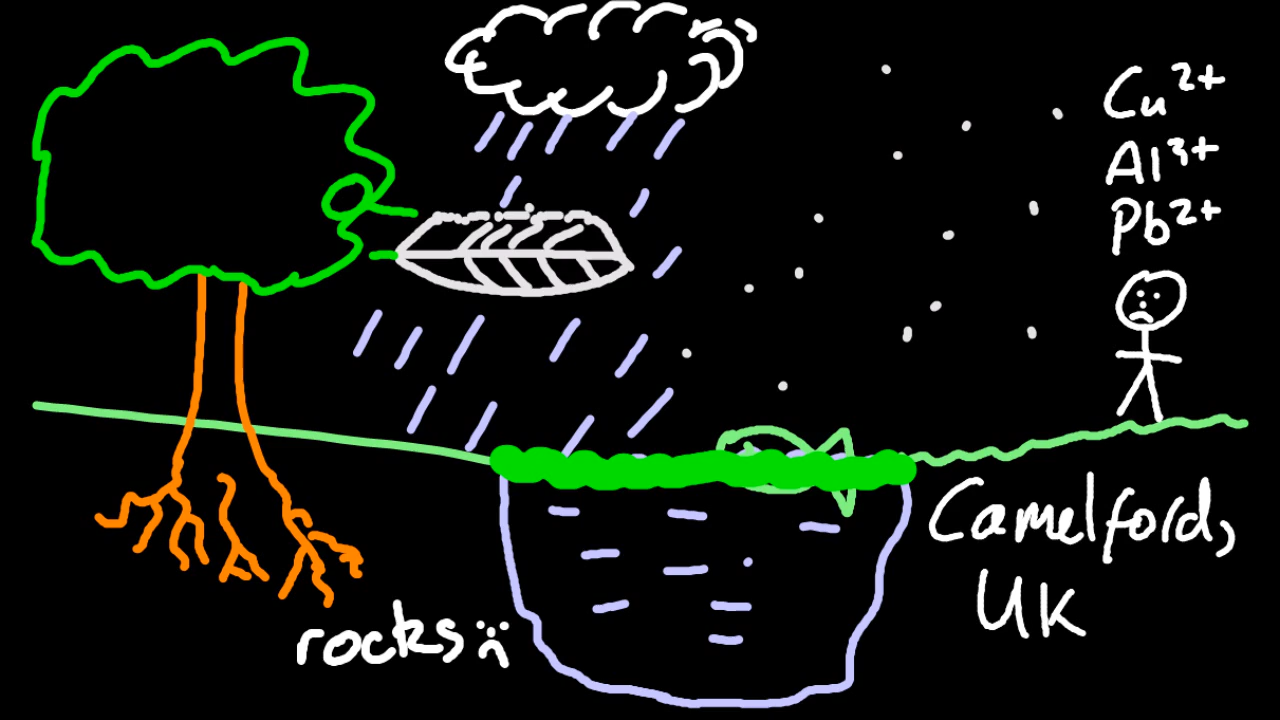 Cu²⁺
Al³⁺
Pb²⁺
Camelford,
UK
rocks